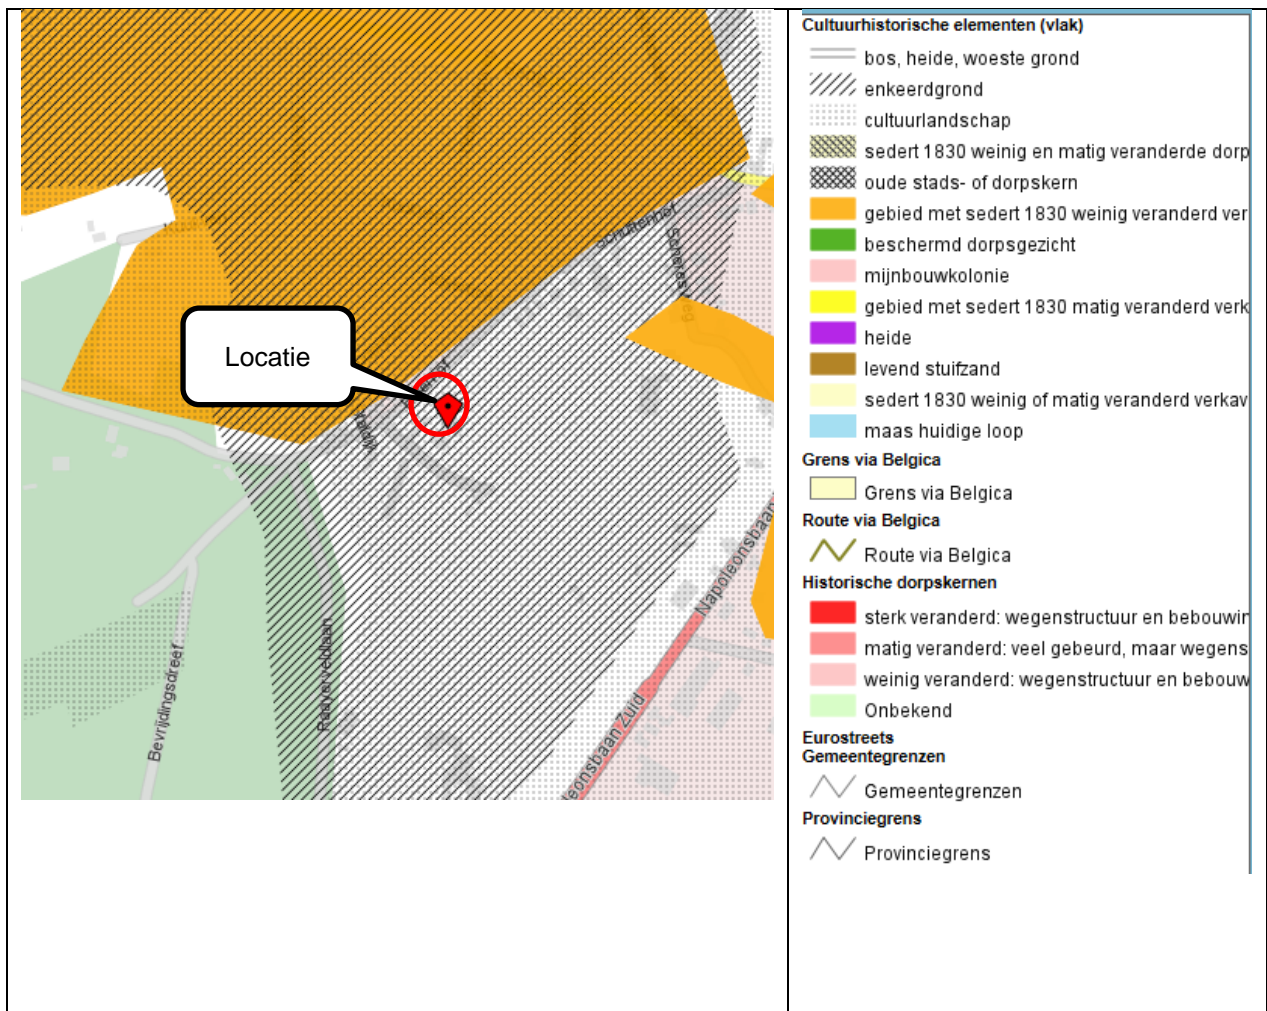 Schuttenhof
Scheresweg
Locatie
Napoleonsbaan
Raayerveldlaan
Bevrijdingsdreef
leonsbaan Zuid
Cultuurhistorische elementen (vlak)
bos, heide, woeste grond
enkeerdgrond
cultuurlandschap
sedert 1830 weinig en matig veranderde dorp
oude stads- of dorpskern
gebied met sedert 1830 weinig veranderd ver
beschermd dorpsgezicht
mijnbouwkolonie
gebied met sedert 1830 matig veranderd verk
heide
levend stuifzand
sedert 1830 weinig of matig veranderd verkav
maas huidige loop
Grens via Belgica
Grens via Belgica
Route via Belgica
Route via Belgica
Historische dorpskernen
sterk veranderd: wegenstructuur en bebouwin
matig veranderd: veel gebeurd, maar wegens
weinig veranderd: wegenstructuur en bebouw
Onbekend
Eurostreets
Gemeentegrenzen
Gemeentegrenzen
Provinciegrens
Provinciegrens